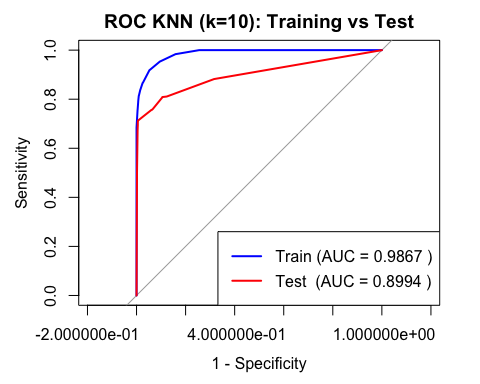 ROC KNN (k=10): Training vs Test
Sensitivity
1.0
0.8
0.6
0.4
0.2
0.0
Train (AUC = 0.9867 )
Test (AUC = 0.8994 )
-2.000000e-01 4.000000e-01 1.000000e+00
1 - Specificity